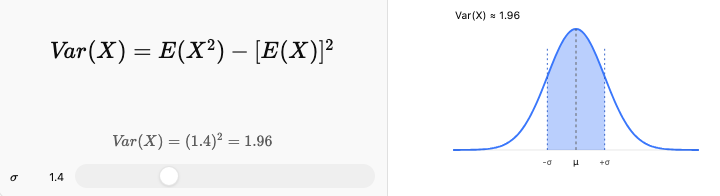 Var(X) = E(X²) − [E(X)]²
Var(X) = (1.4)² = 1.96
σ 1.4
Var(X) ≈ 1.96
-σ μ +σ